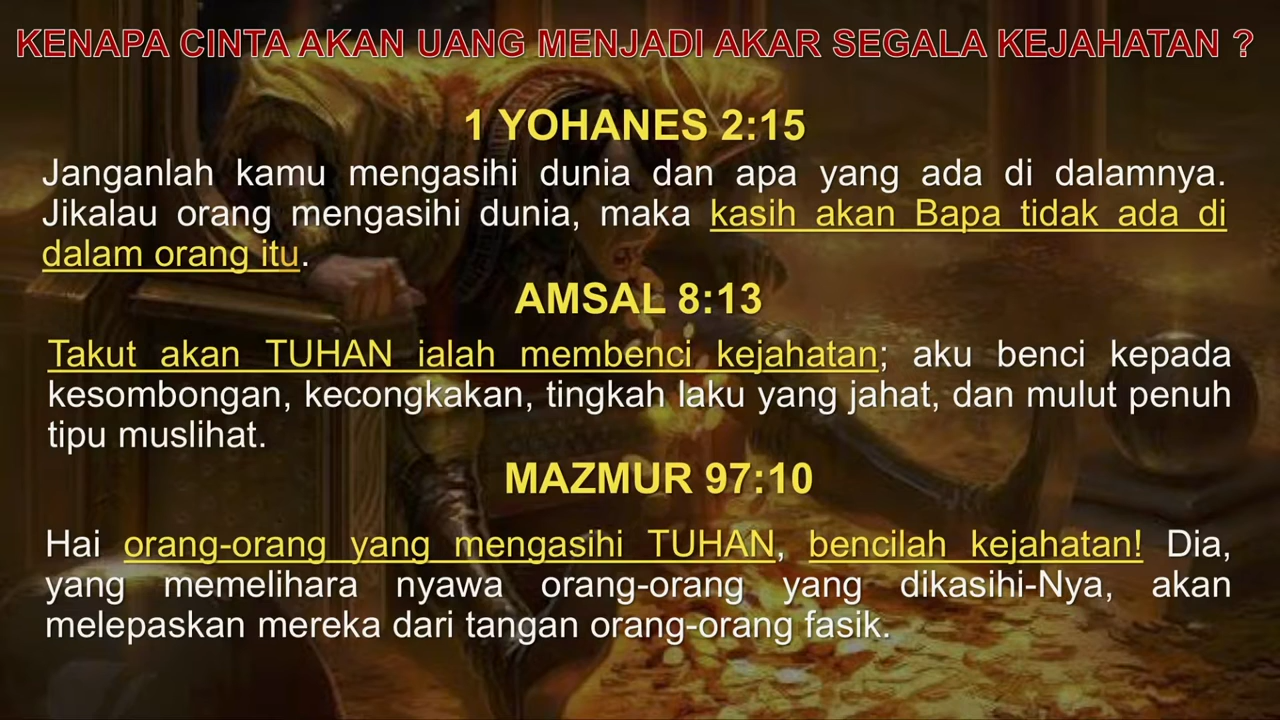 KENAPA CINTA AKAN UANG MENJADI AKAR SEGALA KEJAHATAN ?
1 YOHANES 2:15
Janganlah kamu mengasihi dunia dan apa yang ada di dalamnya.
Jikalau orang mengasihi dunia, maka kasih akan Bapa tidak ada di
dalam orang itu.
AMSAL 8:13
Takut akan TUHAN ialah membenci kejahatan; aku benci kepada
kesombongan, kecongkakan, tingkah laku yang jahat, dan mulut penuh
tipu muslihat.
MAZMUR 97:10
Hai orang-orang yang mengasihi TUHAN, bencilah kejahatan! Dia,
yang memelihara nyawa orang-orang yang dikasihi-Nya, akan
melepaskan mereka dari tangan orang-orang fasik.